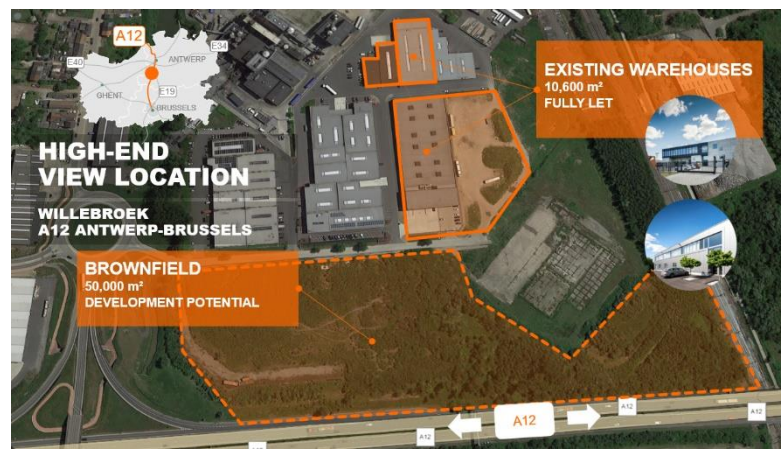 A12
E34
E40
ANTWERP
GHENT
E19
BRUSSELS
HIGH-END
VIEW LOCATION
WILLEBROEK
A12 ANTWERP-BRUSSELS
EXISTING WAREHOUSES
10,600 m²
FULLY LET
BROWNFIELD
50,000 m²
DEVELOPMENT POTENTIAL
A12
A12
A12
A12
A12